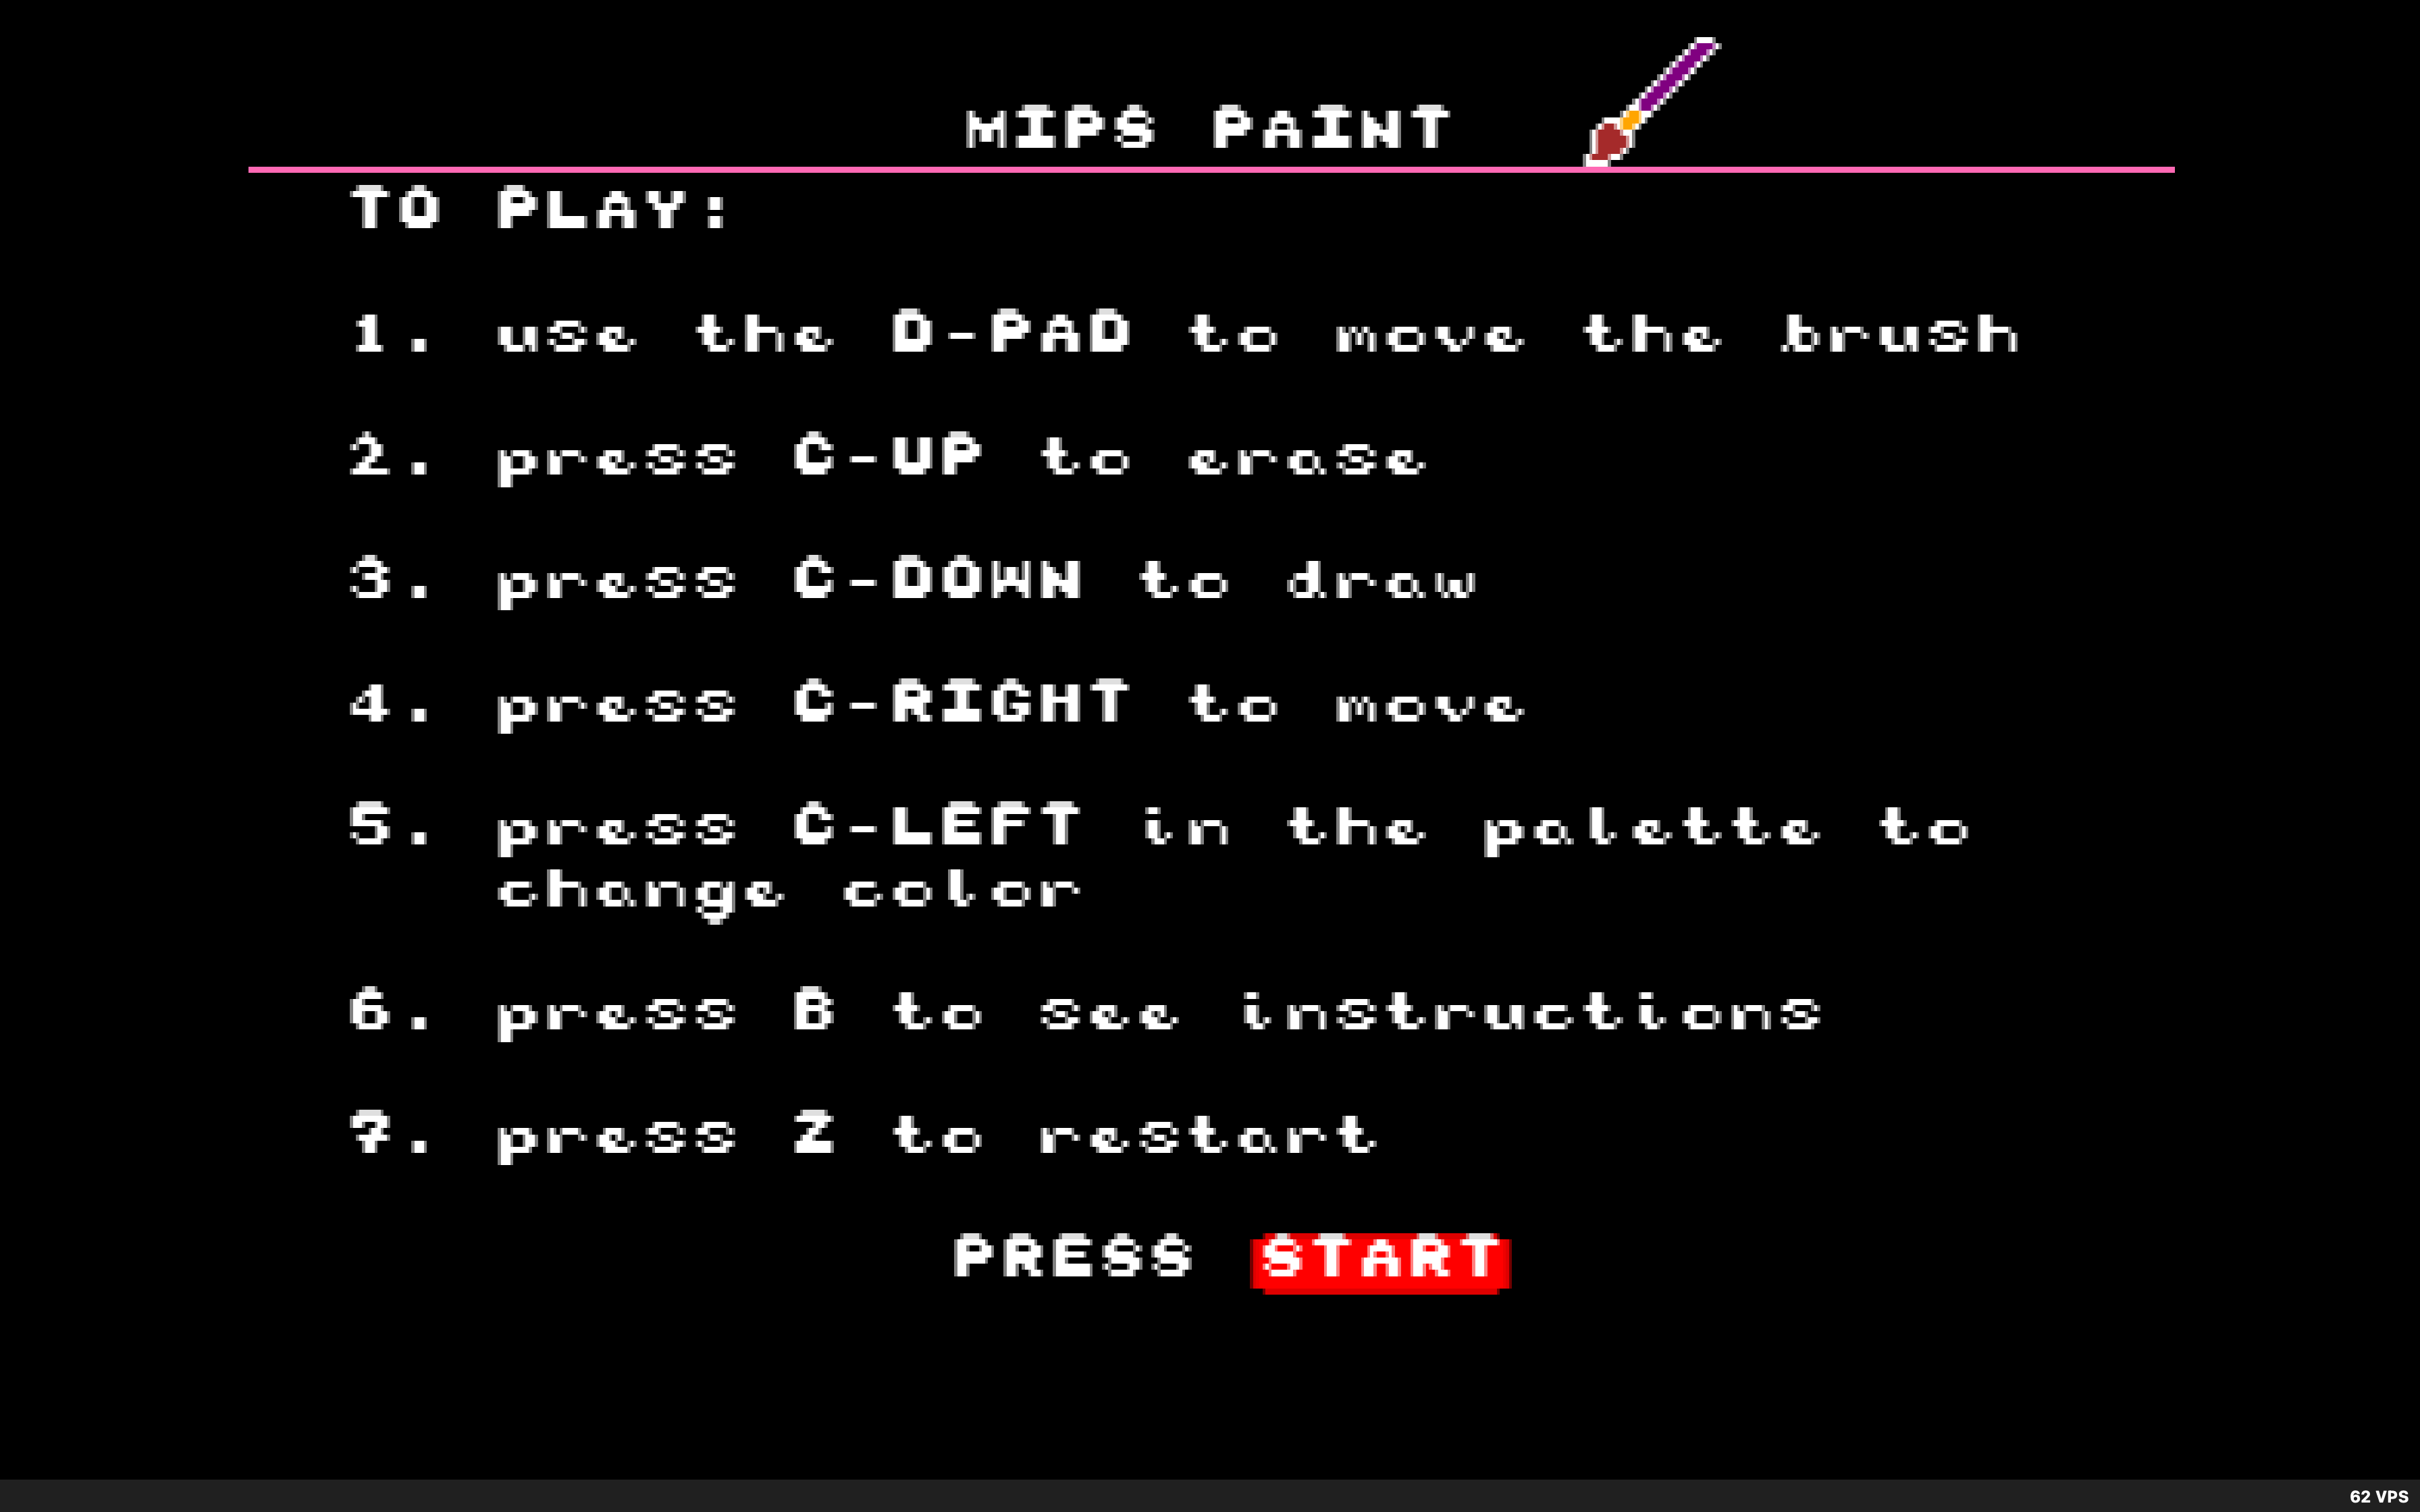 MIPS PAINT
TO PLAY:
1. use the D-PAD to move the brush
2. press C-UP to erase
3. press C-DOWN to draw
4. press C-RIGHT to move
5. press C-LEFT in the palette to
change color
6. press B to see instructions
7. press Z to restart
PRESS START
62 VPS